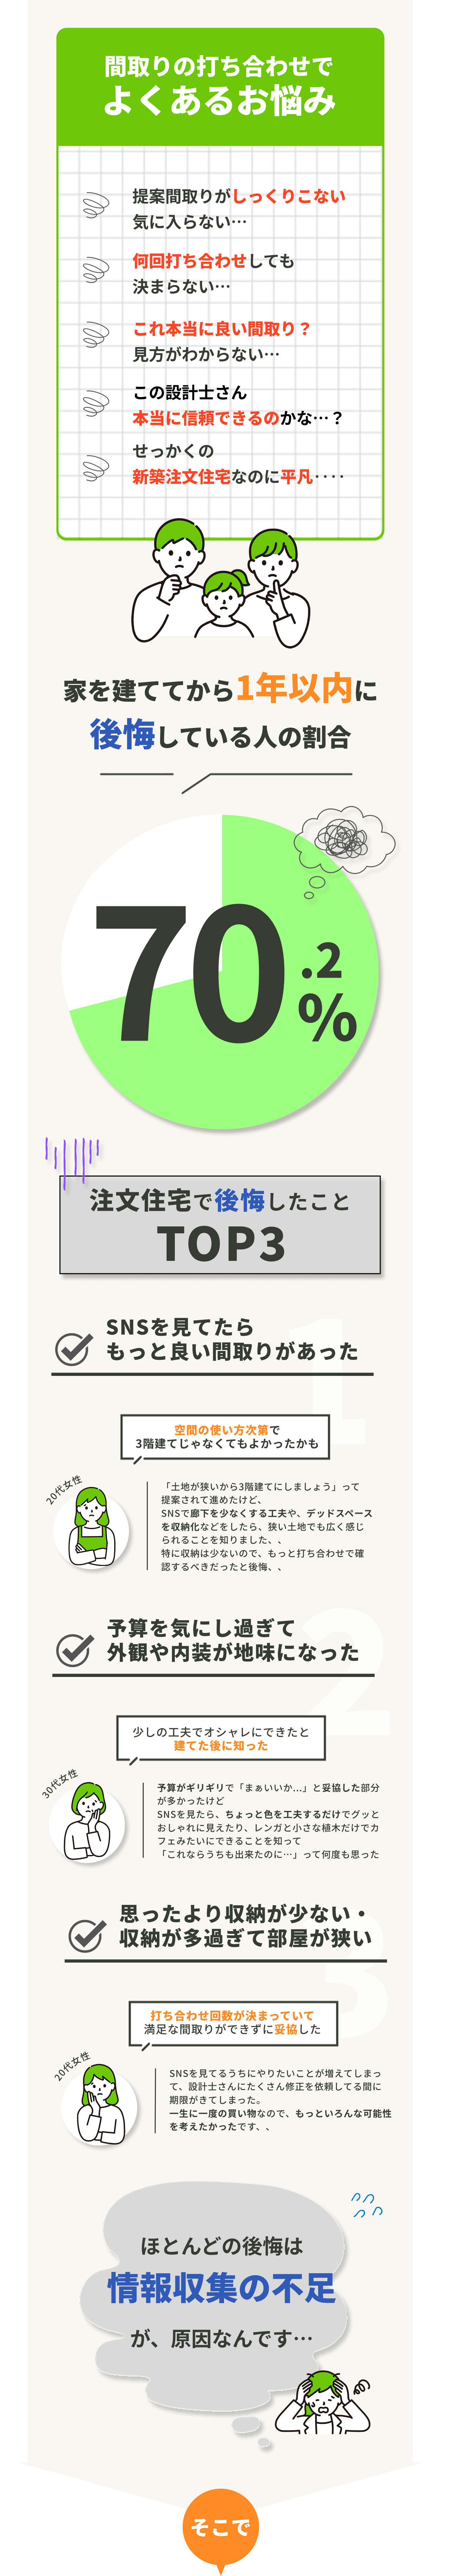 間取りの打ち合わせで
よくあるお悩み
提案間取りがしっくりこない
気に入らない…
何回打ち合わせしても
決まらない…
これ本当に良い間取り？
見方がわからない…
この設計士さん
本当に信頼できるのかな…？
せっかくの
新築注文住宅なのに平凡‥‥
家を建ててから1年以内に
後悔している人の割合
70.2%
注文住宅で後悔したこと
TOP3
1
SNSを見てたら
もっと良い間取りがあった
空間の使い方次第で
3階建てじゃなくてもよかったかも
20代女性
「土地が狭いから3階建てにしましょう」って
提案されて進めたけど、
SNSで廊下を少なくする工夫や、デッドスペース
を収納化などをしたら、狭い土地でも広く感じ
られることを知りました、、
特に収納は少ないので、もっと打ち合わせで確
認するべきだったと後悔、、
2
予算を気にし過ぎて
外観や内装が地味になった
少しの工夫でオシャレにできたと
建てた後に知った
30代女性
予算がギリギリで「まぁいいか…」と妥協した部分
が多かったけど
SNSを見たら、ちょっと色を工夫するだけでグッと
おしゃれに見えたり、レンガと小さな植木だけでカ
フェみたいにできることを知って
「これならうちも出来たのに…」って何度も思った
3
思ったより収納が少ない・
収納が多過ぎて部屋が狭い
打ち合わせ回数が決まっていて
満足な間取りができずに妥協した
20代女性
SNSを見てるうちにやりたいことが増えてしまっ
て、設計士さんにたくさん修正を依頼してる間に
期限がきてしまった。
一生に一度の買い物なので、もっといろんな可能性
を考えたかったです、、
ほとんどの後悔は
情報収集の不足
が、原因なんです…
そこで